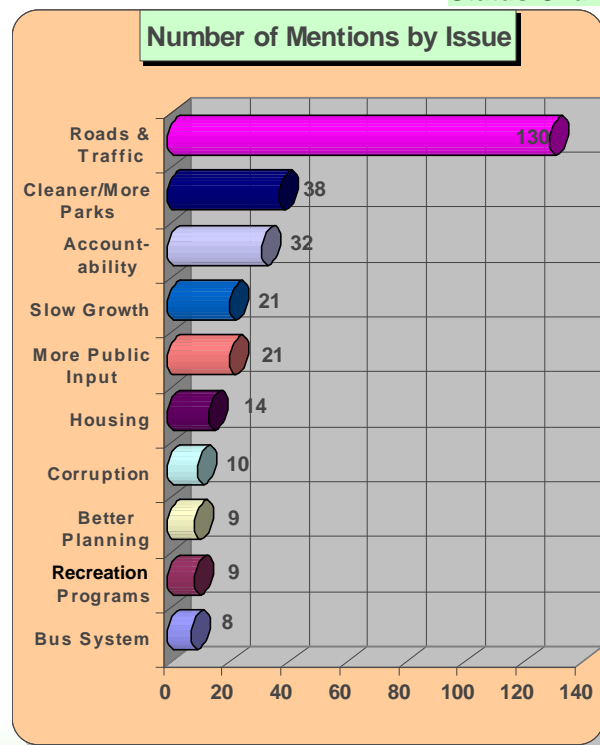 Number of Mentions by Issue
Roads &
Traffic
130
Cleaner/More
Parks
38
Account-
ability
32
Slow Growth
21
More Public
Input
21
Housing
14
Corruption
10
Better
Planning
9
Recreation
Programs
9
Bus System
8
0 20 40 60 80 100 120 140